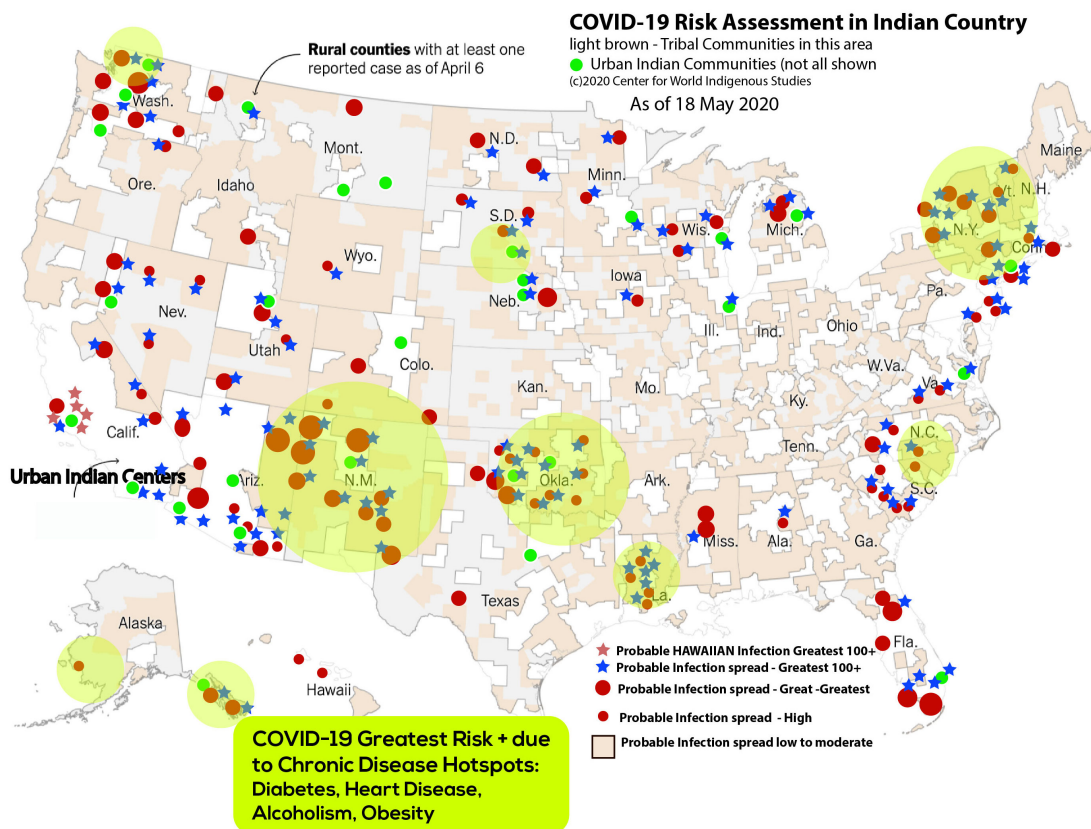 COVID-19 Risk Assessment in Indian Country
light brown - Tribal Communities in this area
Urban Indian Communities (not all shown
(c)2020 Center for World Indigenous Studies
As of 18 May 2020
Rural counties with at least one
reported case as of April 6
Wash.
Mont.
N.D.
Minn.
Maine
Ore.
Idaho
Vt.
N.H.
S.D.
Wis.
Mich.
N.Y.
Conn
Wyo.
Iowa
Pa.
Neb.
Nev.
Ill.
Ind.
Ohio
Utah
Colo.
W.Va.
Va.
Kan.
Mo.
Ky.
Calif.
N.C.
Tenn.
Urban Indian Centers
Ariz.
N.M.
Okla.
Ark.
S.C.
Miss.
Ala.
Ga.
Texas
La.
Alaska
Fla.
Hawaii
Probable HAWAIIAN Infection Greatest 100+
Probable Infection spread - Greatest 100+
Probable Infection spread - Great -Greatest
Probable Infection spread - High
Probable Infection spread low to moderate
COVID-19 Greatest Risk + due
to Chronic Disease Hotspots:
Diabetes, Heart Disease,
Alcoholism, Obesity